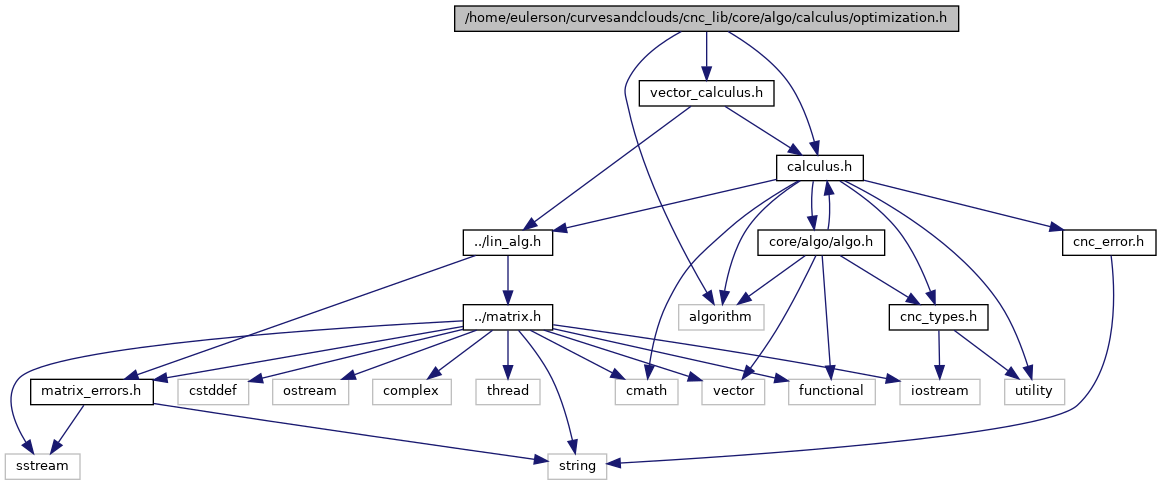 /home/eulerson/curvesandclouds/cnc_lib/core/algo/calculus/optimization.h
vector_calculus.h
calculus.h
../lin_alg.h
core/algo/algo.h
cnc_error.h
../matrix.h
algorithm
cnc_types.h
matrix_errors.h
cstddef
ostream
complex
thread
cmath
vector
functional
iostream
utility
sstream
string